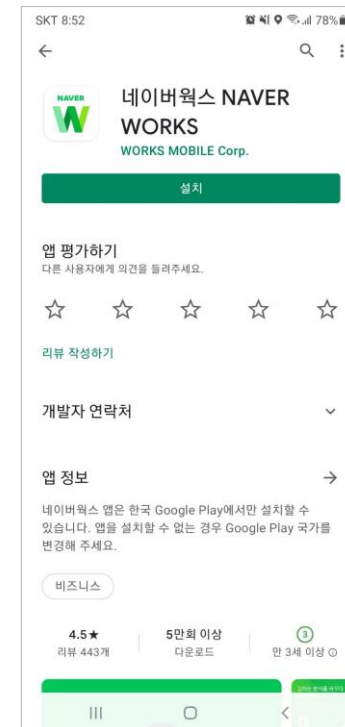 SKT 8:52
78%
NAVER
W
네이버웍스 NAVER
WORKS
WORKS MOBILE Corp.
설치
앱 평가하기
다른 사용자에게 의견을 들려주세요.
리뷰 작성하기
개발자 연락처
앱 정보
네이버웍스 앱은 한국 Google Play에서만 설치할 수
있습니다. 앱을 설치할 수 없는 경우 Google Play 국가를
변경해 주세요.
비즈니스
4.5★ 5만회 이상 3
리뷰 443개 다운로드 만 3세 이상